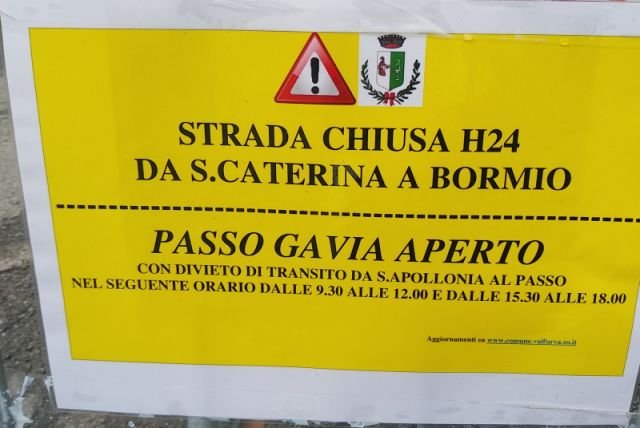 STRADA CHIUSA H24
DA S.CATERINA A BORMIO
PASSO GAVIA APERTO
CON DIVIETO DI TRANSITO DA S.APOLLONIA AL PASSO
NEL SEGUENTE ORARIO DALLE 9.30 ALLE 12.00 E DALLE 15.30 ALLE 18.00
Aggiornamenti su www.comune.valfurva.so.it